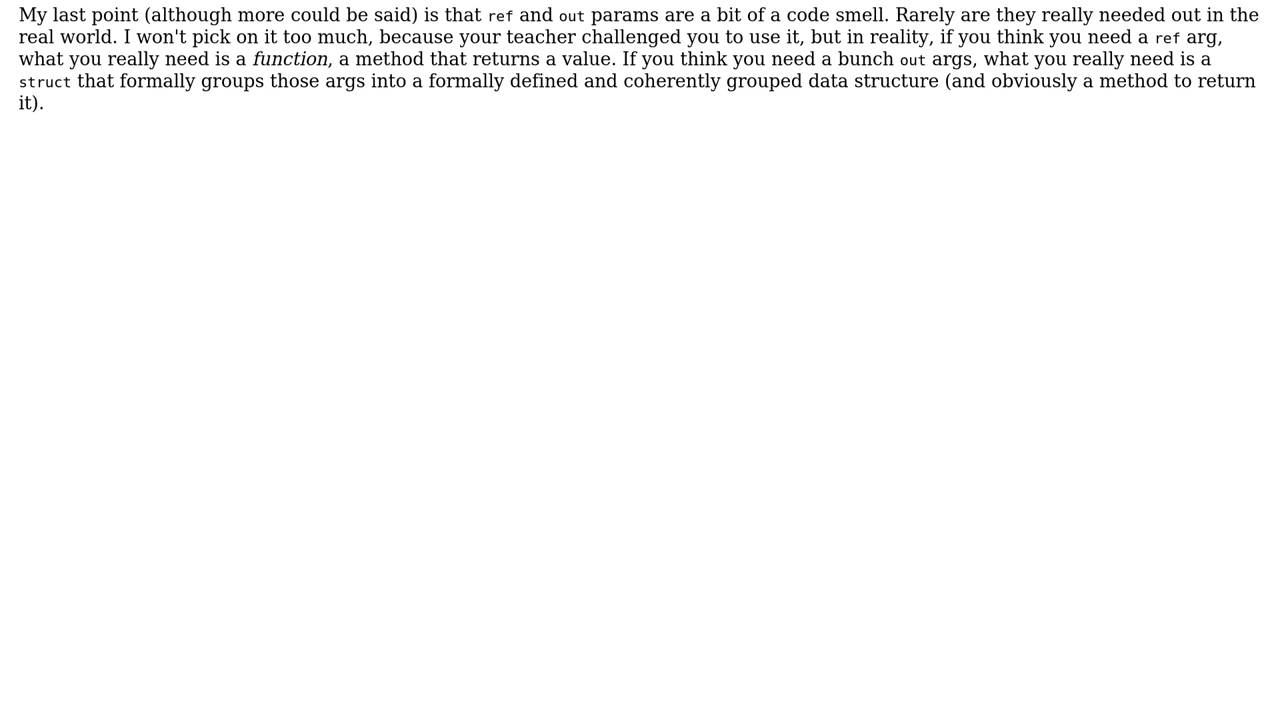 My last point (although more could be said) is that ref and out params are a bit of a code smell. Rarely are they really needed out in the
real world. I won't pick on it too much, because your teacher challenged you to use it, but in reality, if you think you need a ref arg,
what you really need is a function, a method that returns a value. If you think you need a bunch out args, what you really need is a
struct that formally groups those args into a formally defined and coherently grouped data structure (and obviously a method to return
it).